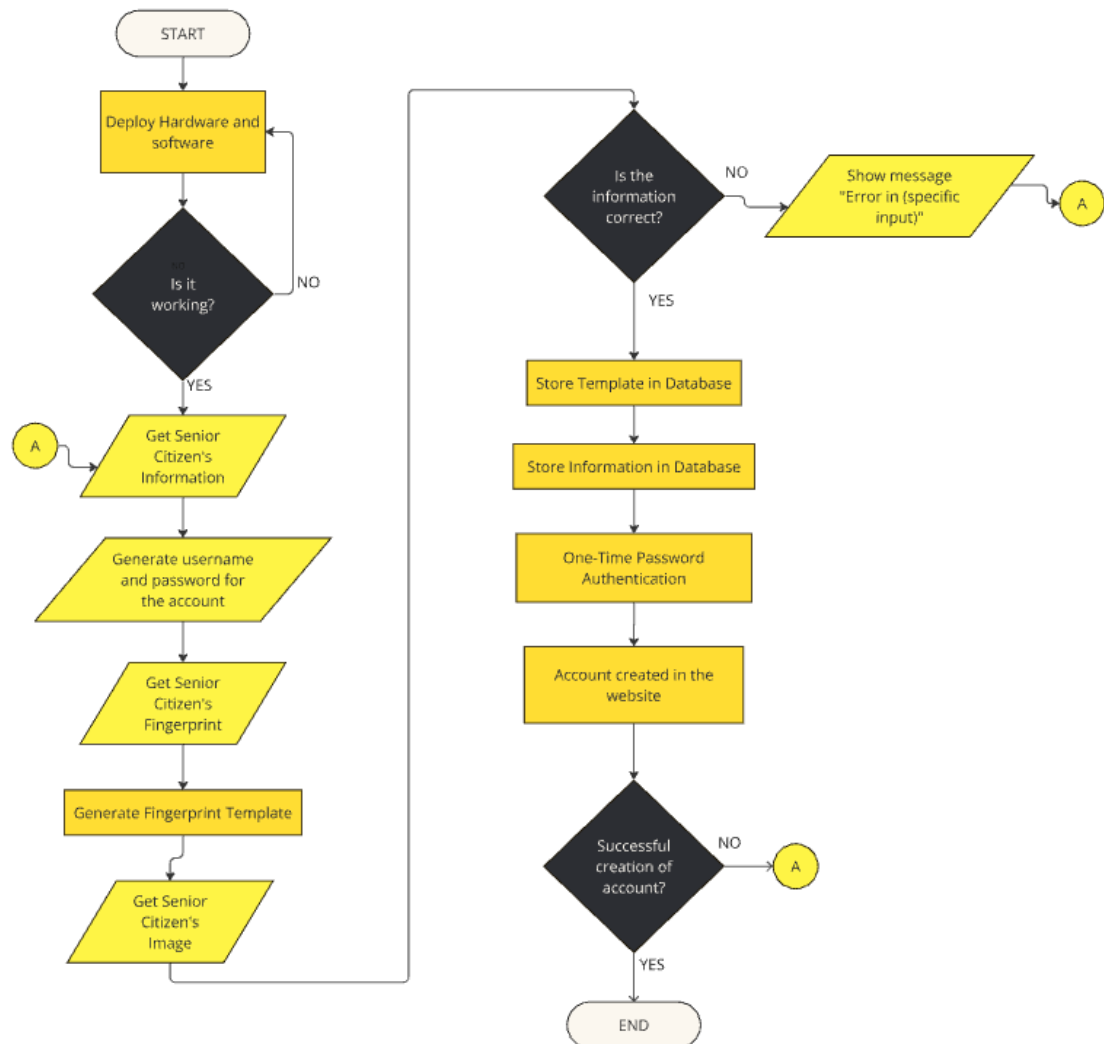 START
Deploy Hardware and
software
NO
Is it
working?
NO
YES
A
Get Senior
Citizen's
Information
Generate username
and password for
the account
Get Senior
Citizen's
Fingerprint
Generate Fingerprint Template
Get Senior
Citizen's
Image
Is the
information
correct?
NO
Show message
"Error in (specific
input)"
A
YES
Store Template in Database
Store Information in Database
One-Time Password
Authentication
Account created in the
website
Successful
creation of
account?
NO
A
YES
END